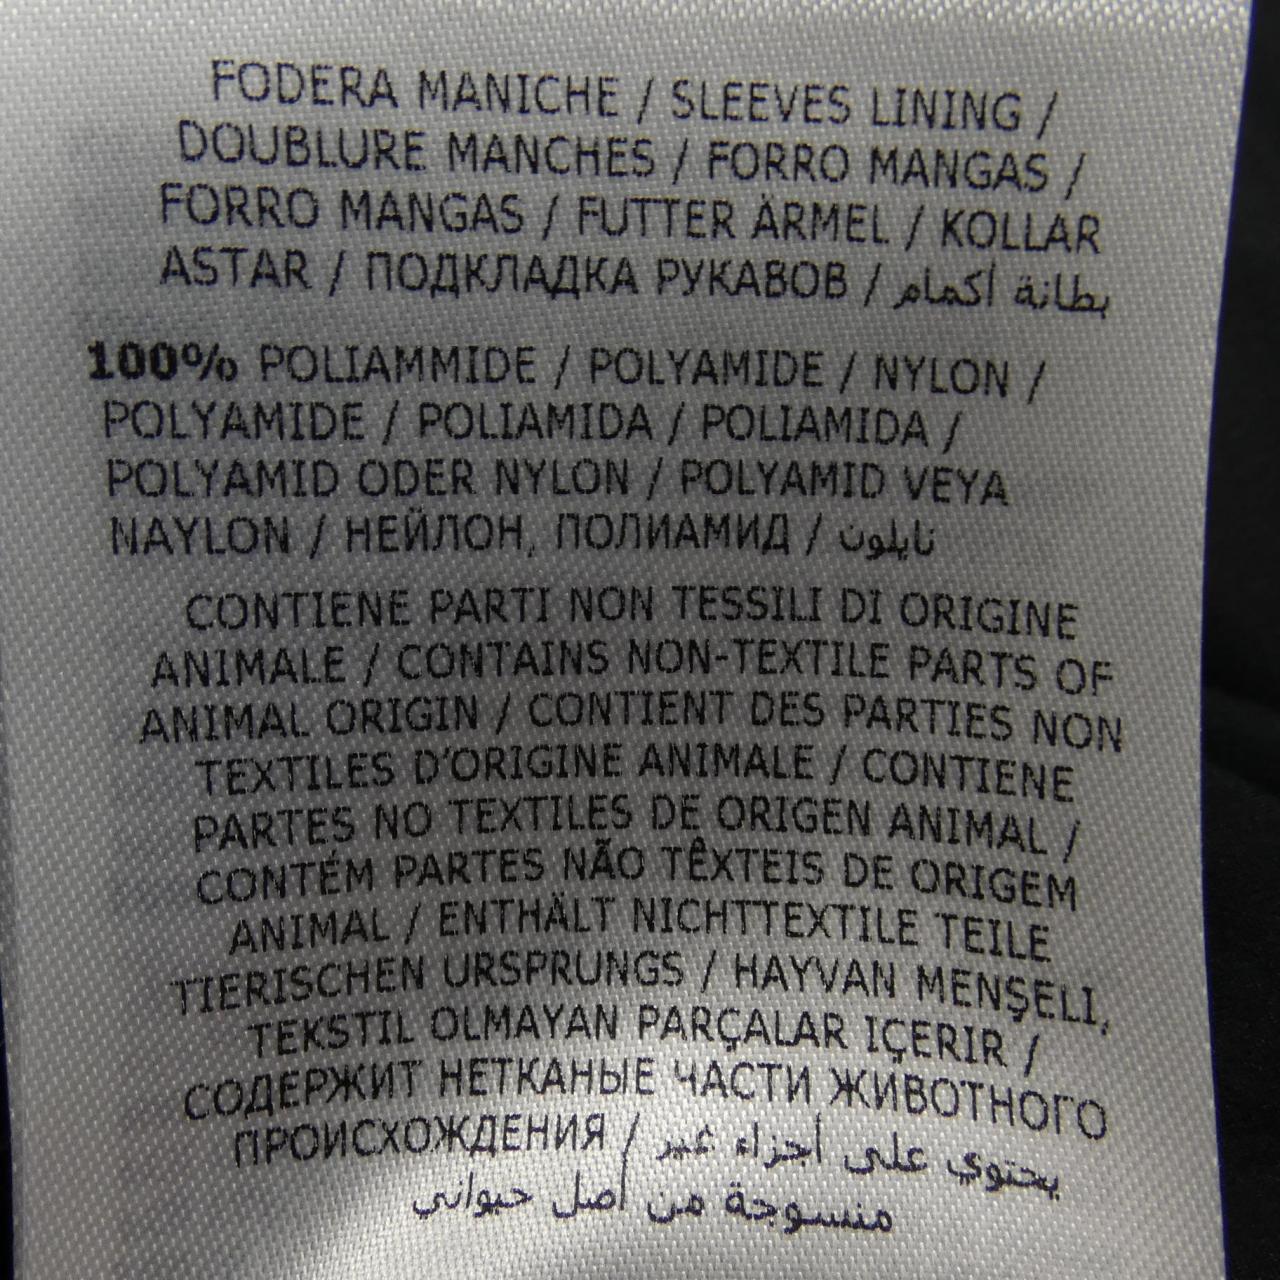 FODERA MANICHE / SLEEVES LINING /
DOUBLURE MANCHES / FORRO MANGAS /
FORRO MANGAS / FUTTER ÄRMEL / KOLLAR
ASTAR / ПОДКЛАДКА РУКАВОВ / بطانة أكمام
100% POLIAMMIDE / POLYAMIDE / NYLON /
POLYAMIDE / POLIAMIDA / POLIAMIDA /
POLYAMID ODER NYLON / POLYAMID VEYA
NAYLON / НЕЙЛОН, ПОЛИАМИД / نايلون
CONTIENE PARTI NON TESSILI DI ORIGINE
ANIMALE / CONTAINS NON-TEXTILE PARTS OF
ANIMAL ORIGIN / CONTIENT DES PARTIES NON
TEXTILES D'ORIGINE ANIMALE / CONTIENE
PARTES NO TEXTILES DE ORIGEN ANIMAL /
CONTÉM PARTES NÃO TÊXTEIS DE ORIGEM
ANIMAL / ENTHÄLT NICHTTEXTILE TEILE
TIERISCHEN URSPRUNGS / HAYVAN MENŞELI,
TEKSTIL OLMAYAN PARÇALAR IÇERIR /
СОДЕРЖИТ НЕТКАНЫЕ ЧАСТИ ЖИВОТНОГО
ПРОИСХОЖДЕНИЯ / يحتوي على أجزاء غير
منسوجة من أصل حيواني